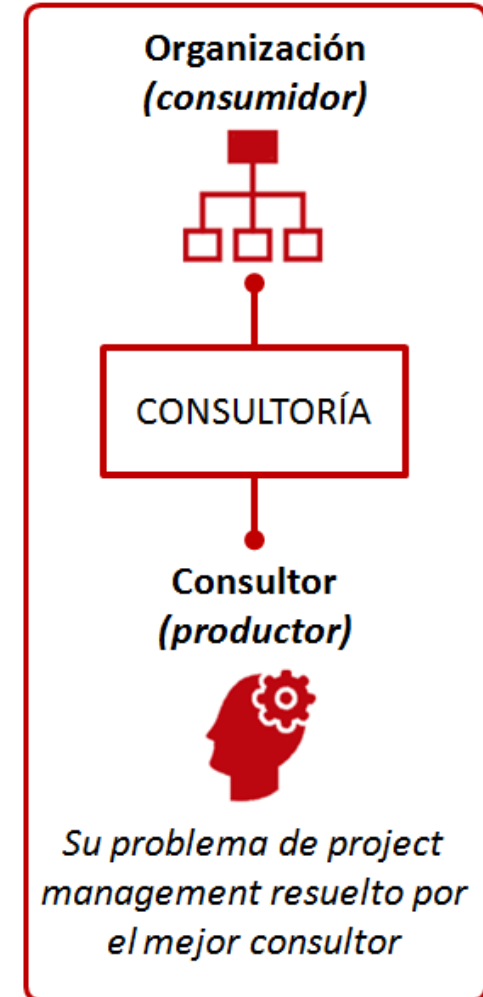 Organización
(consumidor)
CONSULTORÍA
Consultor
(productor)
Su problema de project
management resuelto por
el mejor consultor